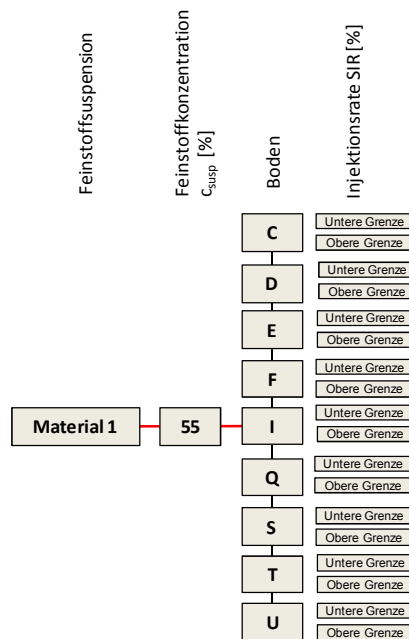 Feinstoffsuspension
Feinstoffkonzentration
c_susp [%]
Boden
Injektionsrate SIR [%]
C
Untere Grenze
Obere Grenze
D
Untere Grenze
Obere Grenze
E
Untere Grenze
Obere Grenze
F
Untere Grenze
Obere Grenze
Material 1
55
I
Untere Grenze
Obere Grenze
Q
Untere Grenze
Obere Grenze
S
Untere Grenze
Obere Grenze
T
Untere Grenze
Obere Grenze
U
Untere Grenze
Obere Grenze